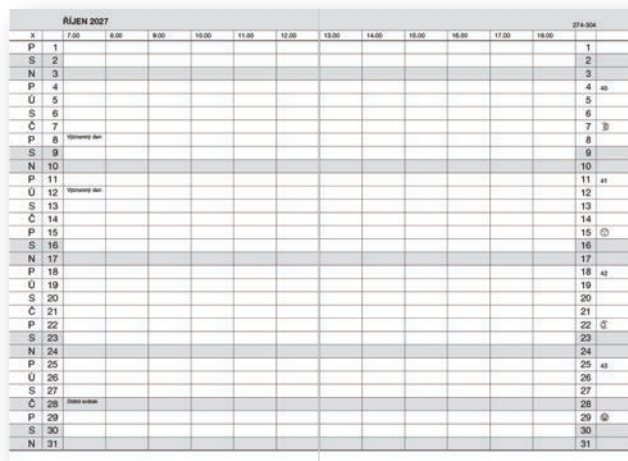 ŘÍJEN 2027 274-304
X 7.00 8.00 9.00 10.00 11.00 12.00 13.00 14.00 15.00 16.00 17.00 18.00
P 1 1
S 2 2
N 3 3
P 4 4 40
Ú 5 5
S 6 6
Č 7 7
P 8 Významný den 8
S 9 9
N 10 10
P 11 11 41
Ú 12 Významný den 12
S 13 13
Č 14 14
P 15 15
S 16 16
N 17 17
P 18 18 42
Ú 19 19
S 20 20
Č 21 21
P 22 22
S 23 23
N 24 24
P 25 25 43
Ú 26 26
S 27 27
Č 28 Státní svátek 28
P 29 29
S 30 30
N 31 31